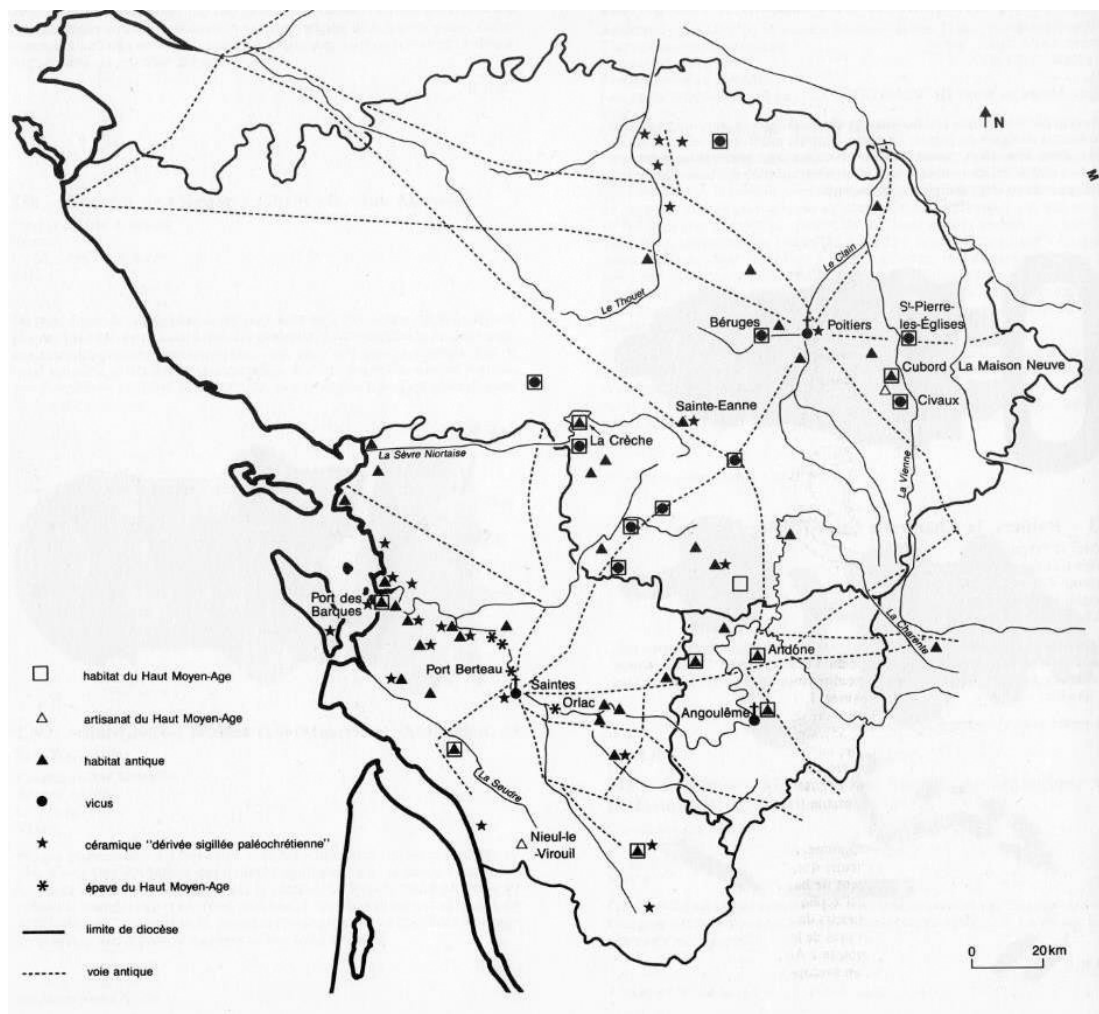 N
Le Clain
Le Thouet
Béruges
Poitiers
St-Pierre-
les-Églises
Cubord
La Maison Neuve
Civaux
Sainte-Eanne
La Crèche
La Sèvre Niortaise
La Vienne
Port des
Barques
La Charente
Andône
Port Berteau
Saintes
Orlac
Angoulême
La Seudre
Nieul-le
-Virouil
habitat du Haut Moyen-Age
artisanat du Haut Moyen-Age
habitat antique
vicus
céramique "dérivée sigillée paléochrétienne"
épave du Haut Moyen-Age
limite de diocèse
voie antique
0 20 km